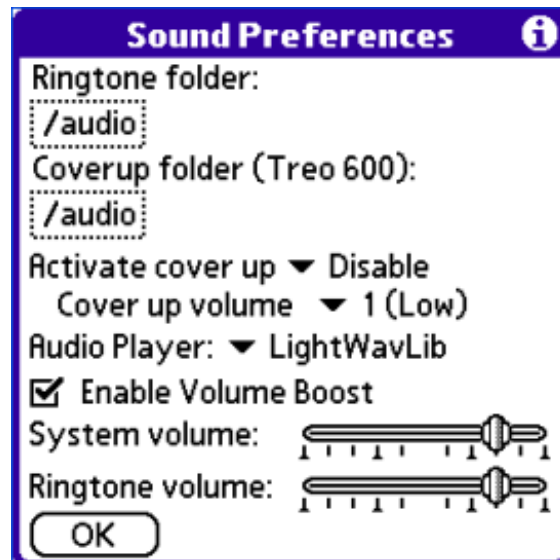 Sound Preferences
Ringtone folder:
/audio
Coverup folder (Treo 600):
/audio
Activate cover up Disable
Cover up volume 1 (Low)
Audio Player: LightWavLib
Enable Volume Boost
System volume:
Ringtone volume:
OK